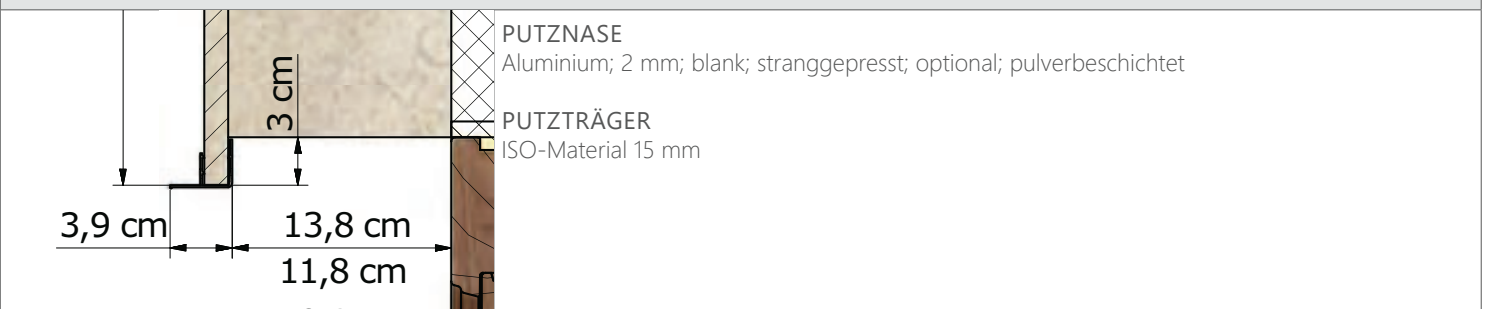 PUTZNASE
Aluminium; 2 mm; blank; stranggepresst; optional; pulverbeschichtet
PUTZTRÄGER
ISO-Material 15 mm
3 cm
3,9 cm
13,8 cm
11,8 cm